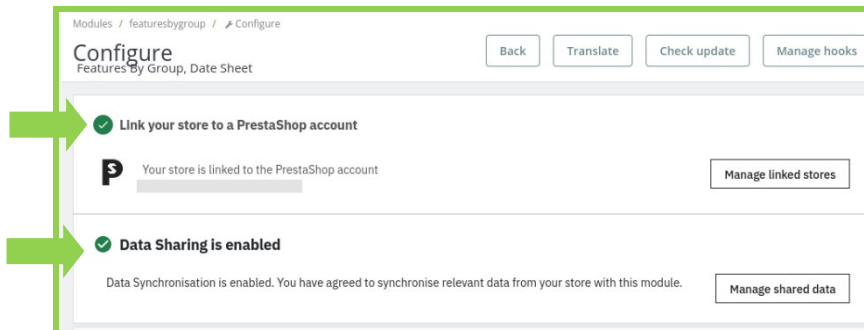 Modules / featuresbygroup / Configure
Configure
Features By Group, Date Sheet
Back Translate Check update Manage hooks
Link your store to a PrestaShop account
Your store is linked to the PrestaShop account
Manage linked stores
Data Sharing is enabled
Data Synchronisation is enabled. You have agreed to synchronise relevant data from your store with this module.
Manage shared data